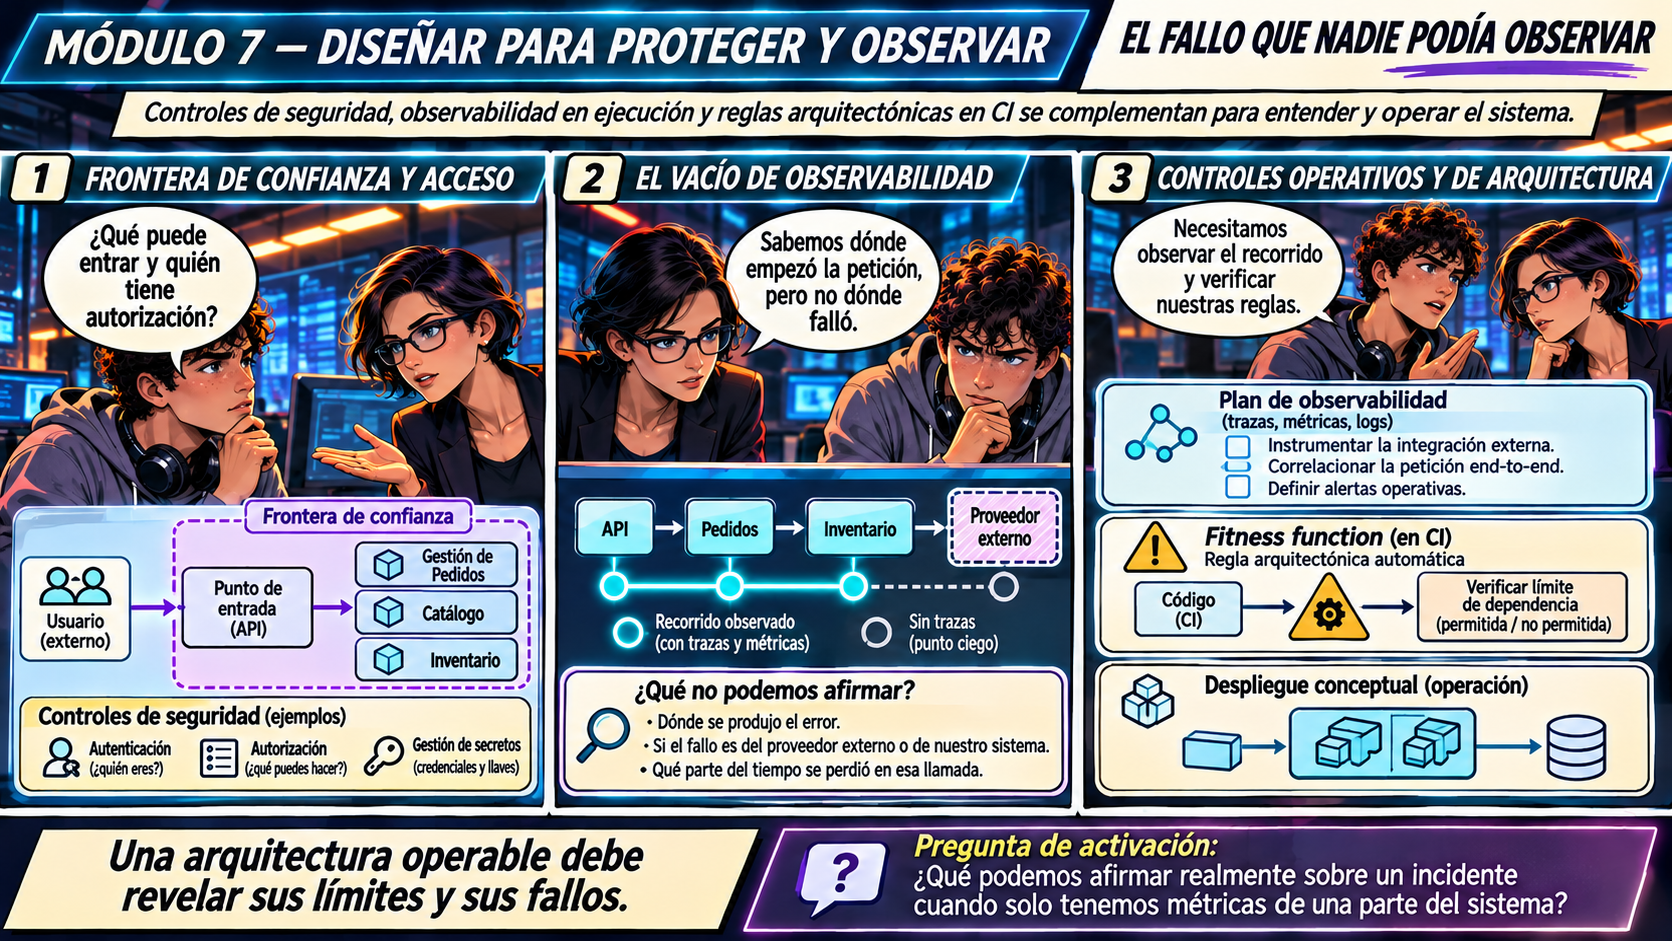 MÓDULO 7 – DISEÑAR PARA PROTEGER Y OBSERVAR
EL FALLO QUE NADIE PODÍA OBSERVAR
Controles de seguridad, observabilidad en ejecución y reglas arquitectónicas en CI se complementan para entender y operar el sistema.
1 FRONTERA DE CONFIANZA Y ACCESO
¿Qué puede
entrar y quién
tiene
autorización?
Frontera de confianza
Usuario
(externo)
Punto de
entrada
(API)
Gestión de
Pedidos
Catálogo
Inventario
Controles de seguridad (ejemplos)
Autenticación
(¿quién eres?)
Autorización
(¿qué puedes hacer?)
Gestión de secretos
(credenciales y llaves)
2 EL VACÍO DE OBSERVABILIDAD
Sabemos dónde
empezó la petición,
pero no dónde
falló.
API
Pedidos
Inventario
Proveedor
externo
Recorrido observado
(con trazas y métricas)
Sin trazas
(punto ciego)
¿Qué no podemos afirmar?
• Dónde se produjo el error.
• Si el fallo es del proveedor externo o de nuestro sistema.
• Qué parte del tiempo se perdió en esa llamada.
3 CONTROLES OPERATIVOS Y DE ARQUITECTURA
Necesitamos
observar el recorrido
y verificar
nuestras reglas.
Plan de observabilidad
(trazas, métricas, logs)
Instrumentar la integración externa.
Correlacionar la petición end-to-end.
Definir alertas operativas.
Fitness function (en CI)
Regla arquitectónica automática
Código
(CI)
Verificar límite
de dependencia
(permitida / no permitida)
Despliegue conceptual (operación)
Una arquitectura operable debe
revelar sus límites y sus fallos.
?
Pregunta de activación:
¿Qué podemos afirmar realmente sobre un incidente
cuando solo tenemos métricas de una parte del sistema?